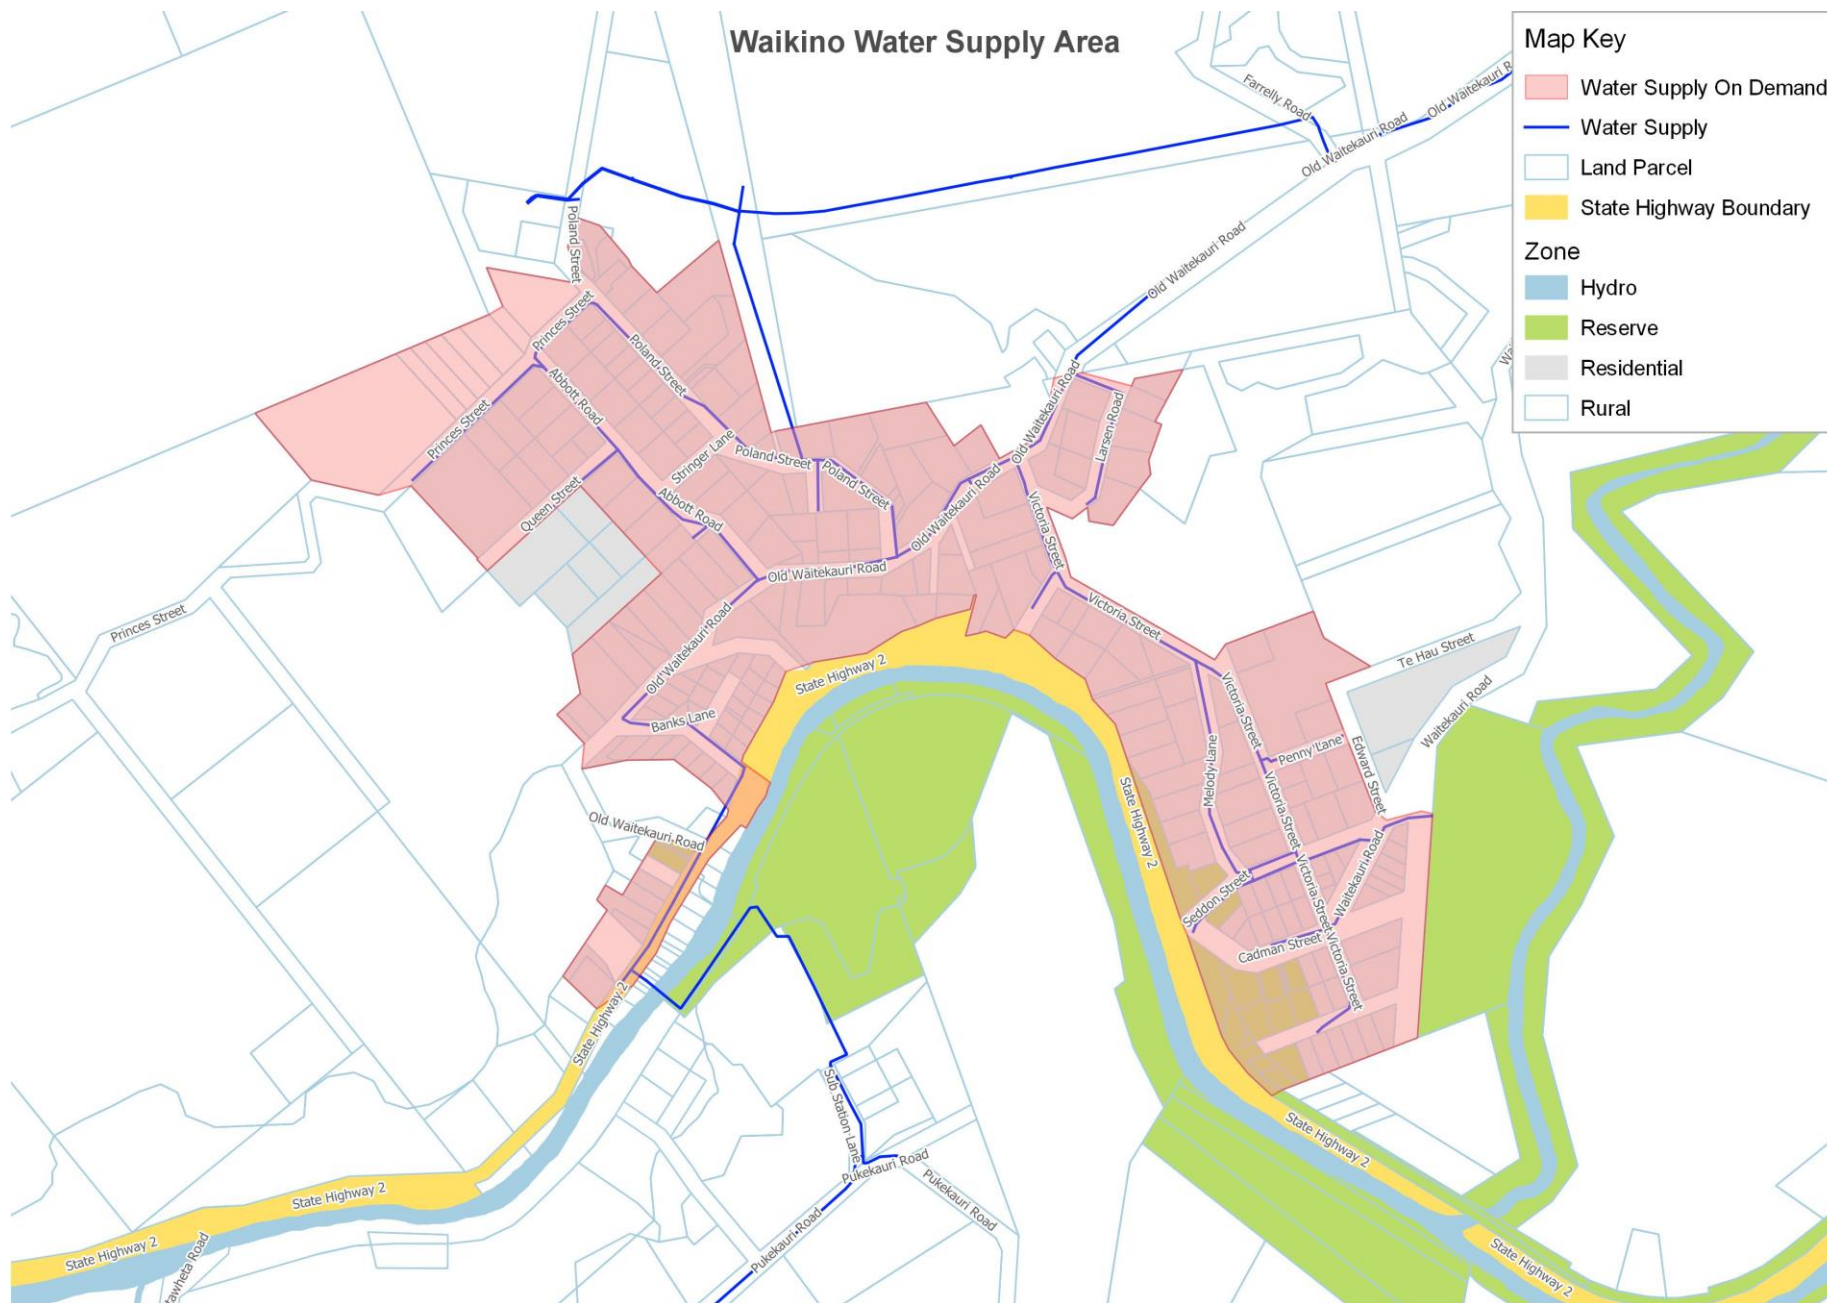 Waikino Water Supply Area
Map Key
Water Supply On Demand
Water Supply
Land Parcel
State Highway Boundary
Zone
Hydro
Reserve
Residential
Rural
Farrelly Road
Old Waitekauri R
Old Waitekauri Road
Old Waitekauri Road
Poland Street
Princes Street
Poland Street
Abbott Road
Princes Street
Stringer Lane
Poland Street
Poland Street
Queen Street
Abbott Road
Old Waitekauri Road
Old Waitekauri Road
Larsen Road
Victoria Street
Old Waitekauri Road
Victoria Street
Princes Street
Old Waitekauri Road
Te Hau Street
State Highway 2
Waitekauri Road
Banks Lane
Victoria Street
Penny Lane
Edward Street
Melody Lane
State Highway 2
Victoria Street
Old Waitekauri Road
Waitekauri Road
Seddon Street
Victoria Street
Cadman Street
Victoria Street
State Highway 2
Sub Station Lane
Pukekauri Road
Pukekauri Road
Pukekauri Road
State Highway 2
State Highway 2
State Highway 2
State Highway 2
awheta Road